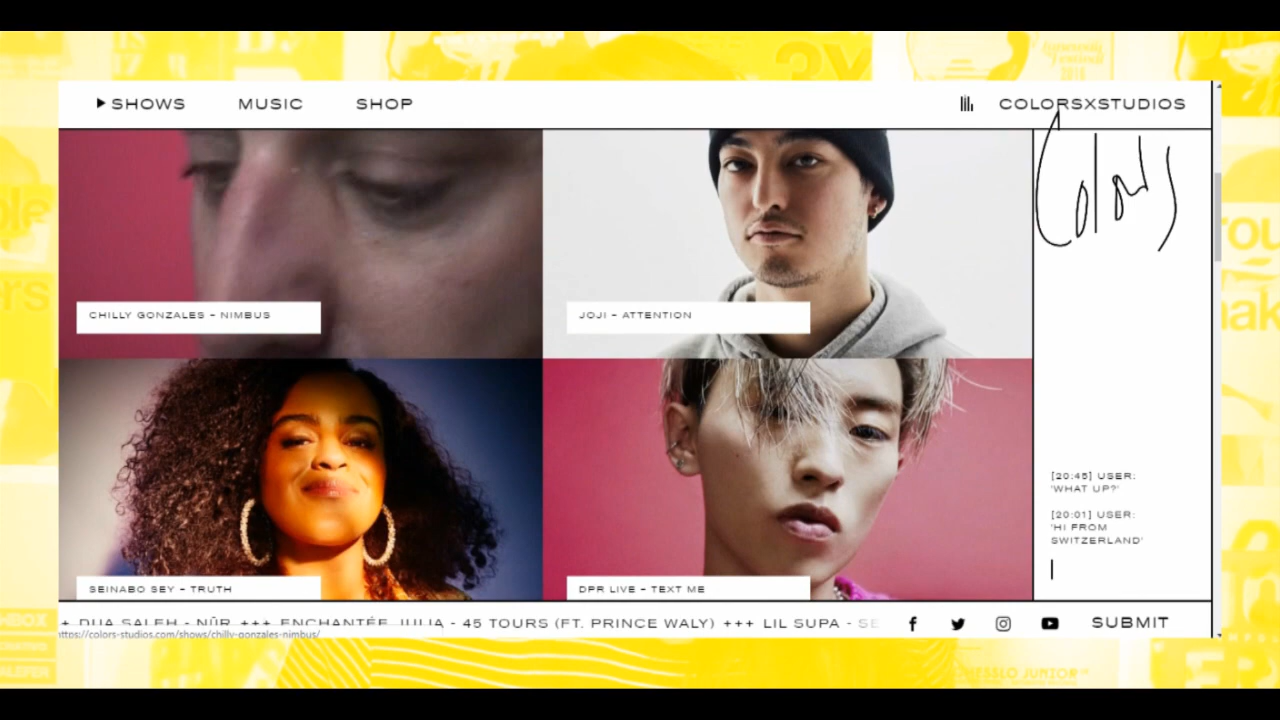 SHOWS
MUSIC
SHOP
COLORSXSTUDIOS
Colors
CHILLY GONZALES – NIMBUS
JOJI – ATTENTION
SEINABO SEY – TRUTH
DPR LIVE – TEXT ME
[20:45] USER:
'WHAT UP?'
[20:01] USER:
'HI FROM
SWITZERLAND'
+ DUA SALEH - NŪR +++ ENCHANTÉE JULIA - 45 TOURS (FT. PRINCE WALY) +++ LIL SUPA - SE
SUBMIT
https://colors-studios.com/shows/chilly-gonzales-nimbus/